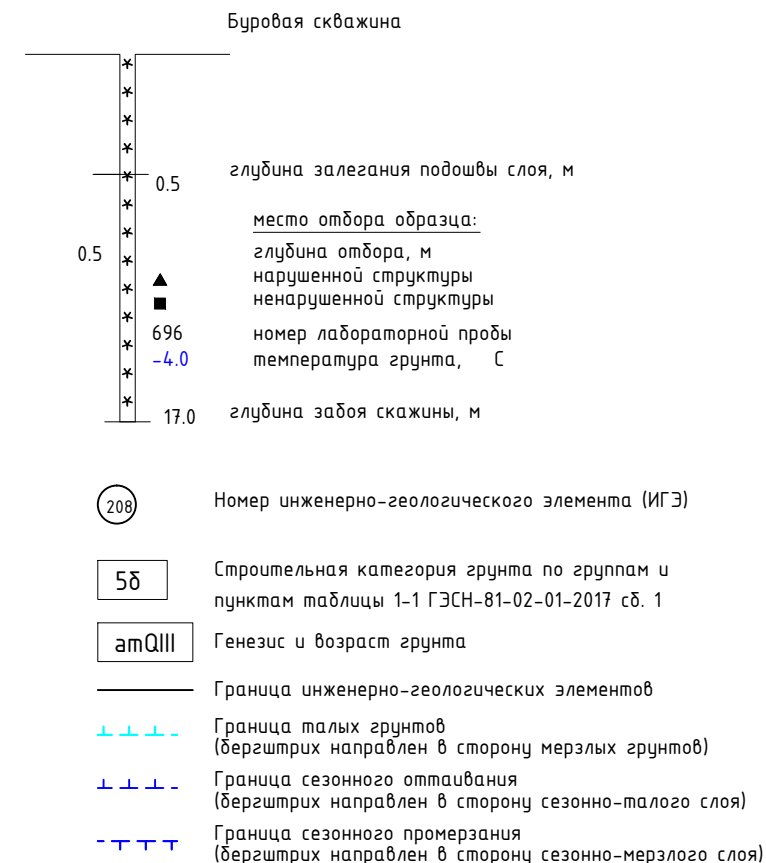 Буровая скважина
глубина залегания подошвы слоя, м
0.5
место отбора образца:
0.5
глубина отбора, м
нарушенной структуры
ненарушенной структуры
696 номер лабораторной пробы
-4.0 температура грунта, С
17.0 глубина забоя скажины, м
208 Номер инженерно-геологического элемента (ИГЭ)
5б Строительная категория грунта по группам и
пунктам таблицы 1-1 ГЭСН-81-02-01-2017 сб. 1
amQIII Генезис и возраст грунта
Граница инженерно-геологических элементов
Граница талых грунтов
(бергштрих направлен в сторону мерзлых грунтов)
Граница сезонного оттаивания
(бергштрих направлен в сторону сезонно-талого слоя)
Граница сезонного промерзания
(бергштрих направлен в сторону сезонно-мерзлого слоя)